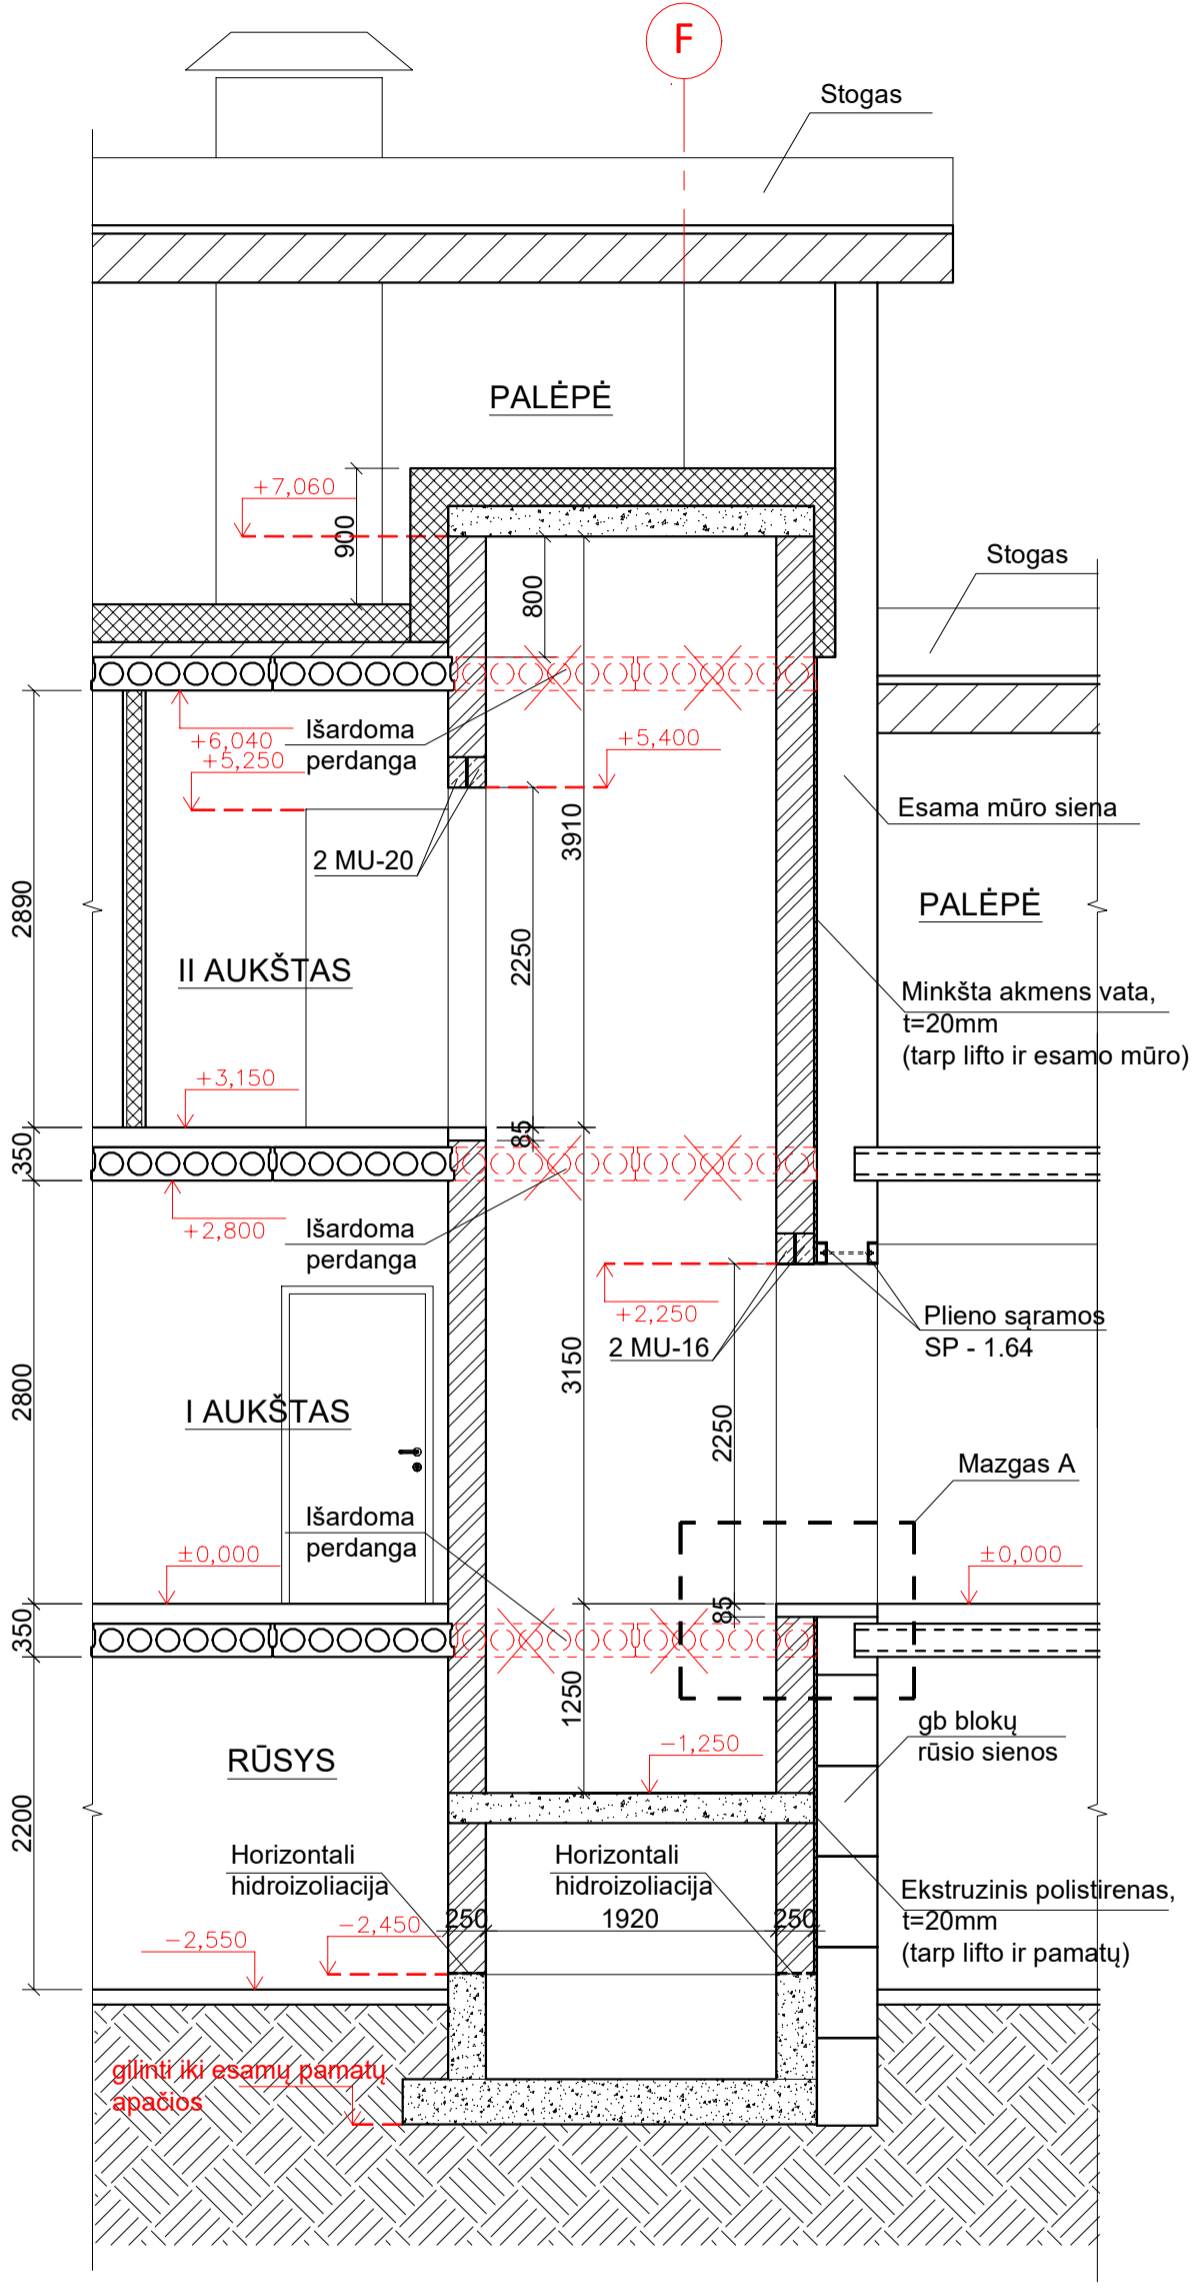 F
Stogas
PALĖPĖ
+7,060
900
800
Stogas
+6,040
+5,250
Išardoma
perdanga
+5,400
3910
Esama mūro siena
2 MU-20
2890
PALĖPĖ
2250
II AUKŠTAS
Minkšta akmens vata,
t=20mm
(tarp lifto ir esamo mūro)
+3,150
85
350
+2,800
Išardoma
perdanga
+2,250
2 MU-16
Plieno sąramos
SP - 1.64
3150
2800
I AUKŠTAS
2250
Mazgas A
Išardoma
perdanga
±0,000
±0,000
85
350
1250
gb blokų
rūsio sienos
−1,250
RŪSYS
2200
Horizontali
hidroizoliacija
Horizontali
hidroizoliacija
Ekstruzinis polistirenas,
t=20mm
(tarp lifto ir pamatų)
250
1920
250
−2,450
−2,550
gilinti iki esamų pamatų
apačios